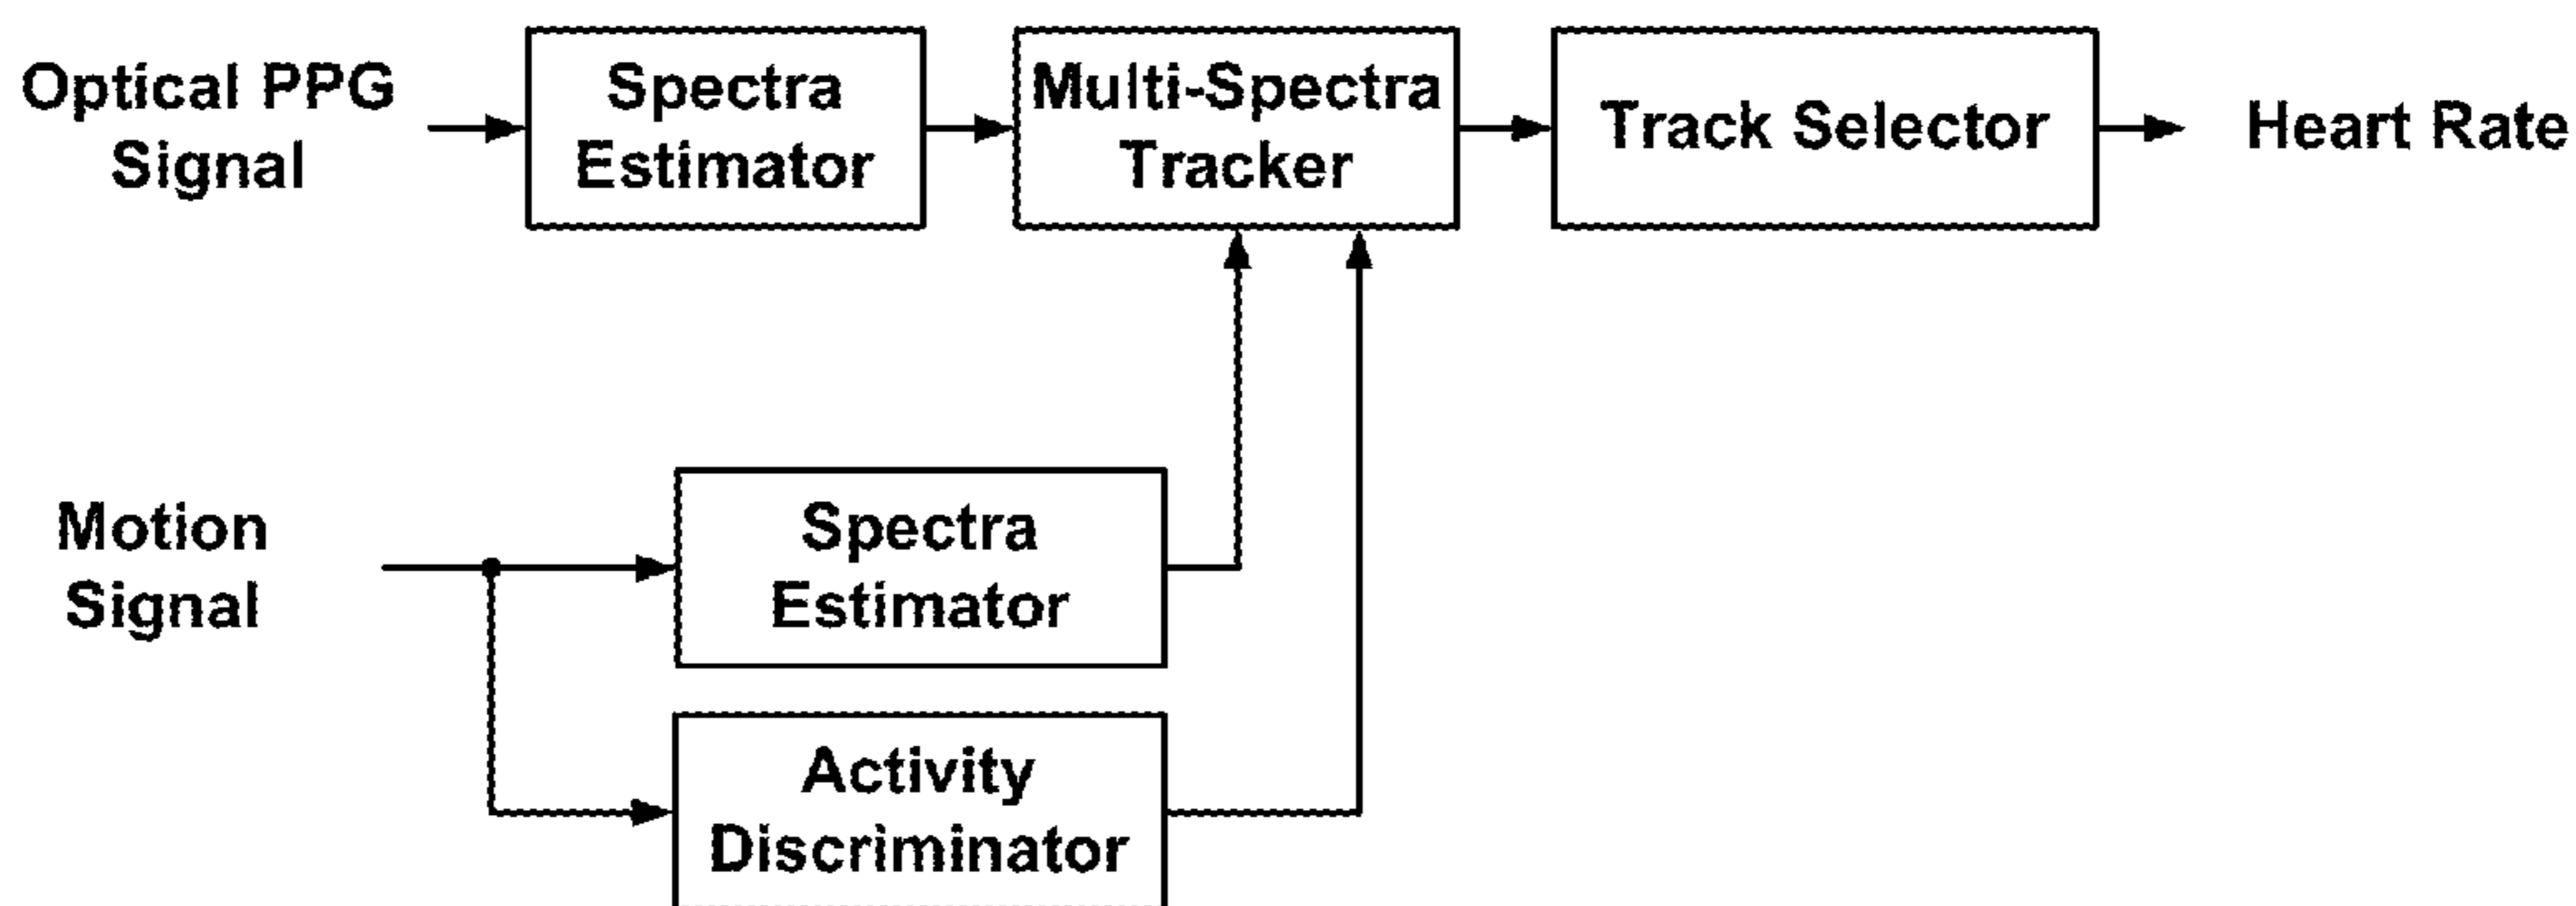 Optical PPG
Signal
Spectra
Estimator
Multi-Spectra
Tracker
Track Selector
Heart Rate
Motion
Signal
Spectra
Estimator
Activity
Discriminator